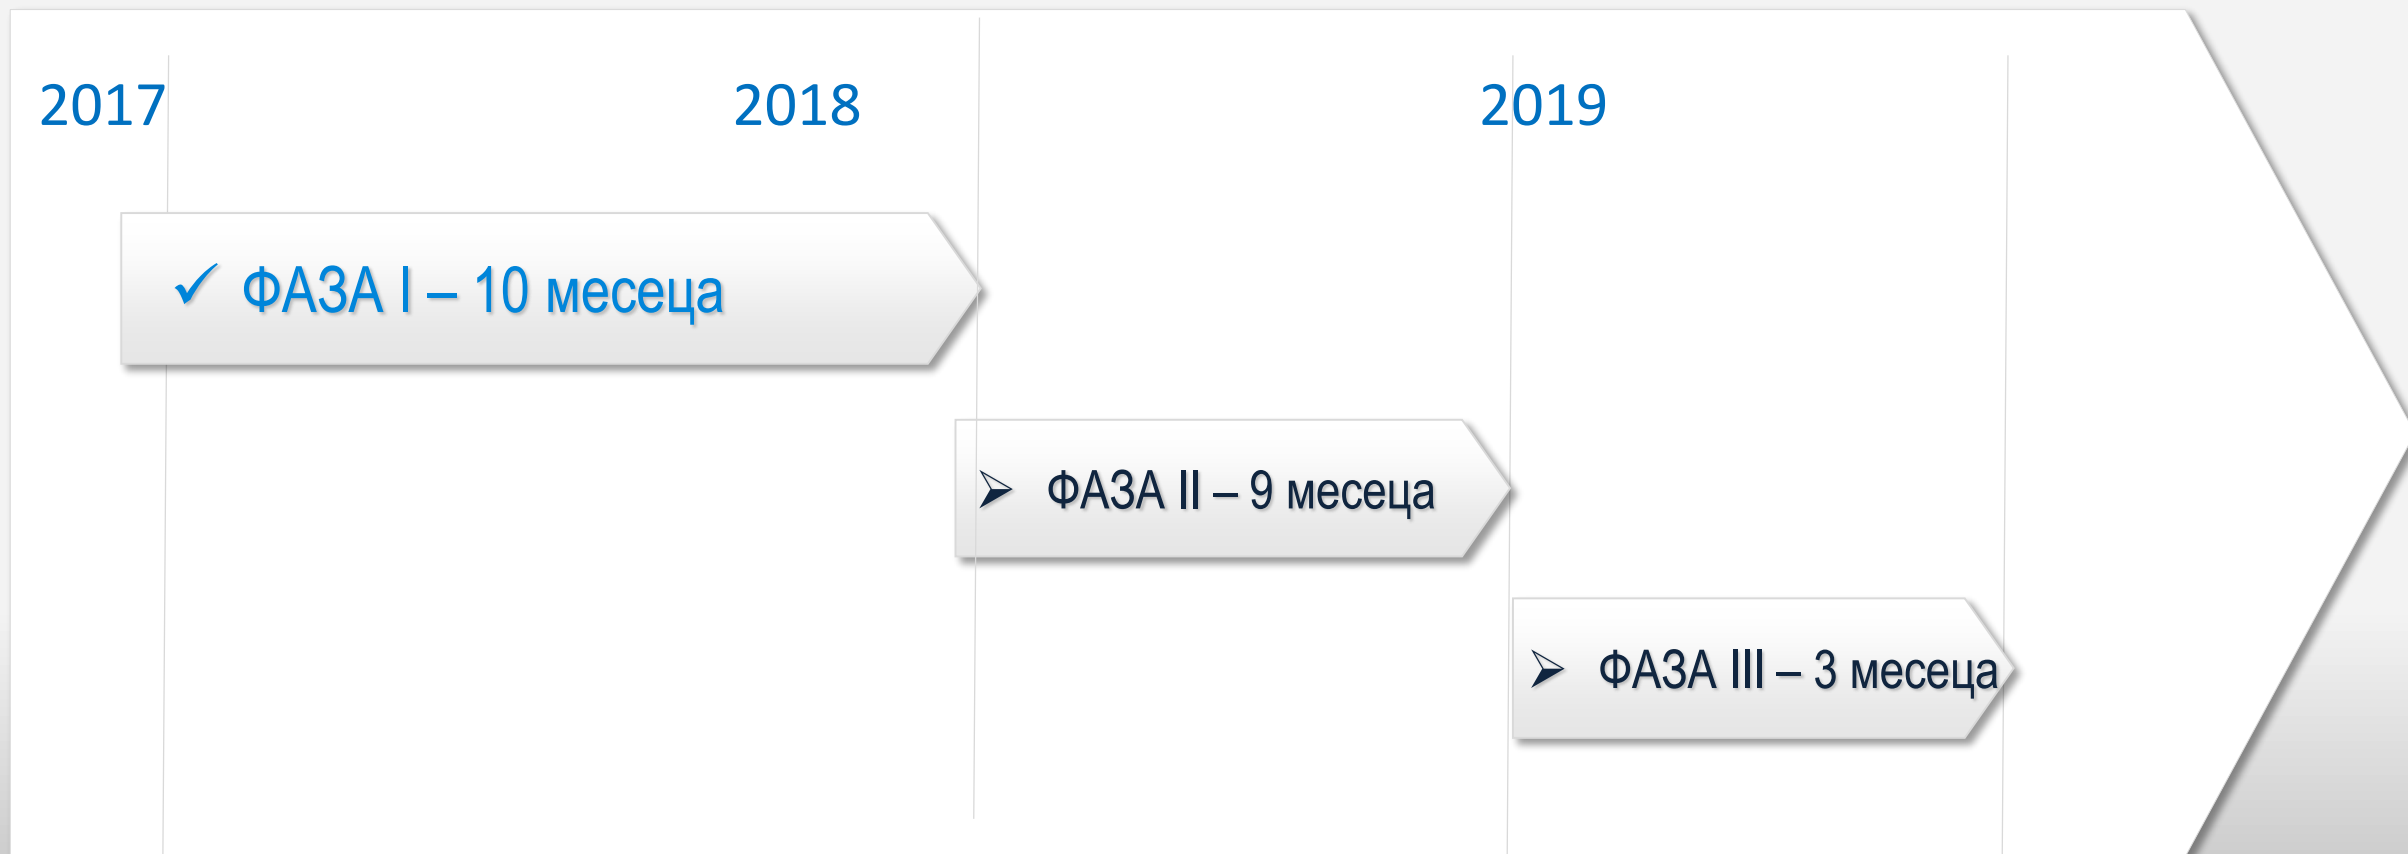 2017 2018 2019
✓ ФАЗА I – 10 месеца
➢ ФАЗА II – 9 месеца
➢ ФАЗА III – 3 месеца